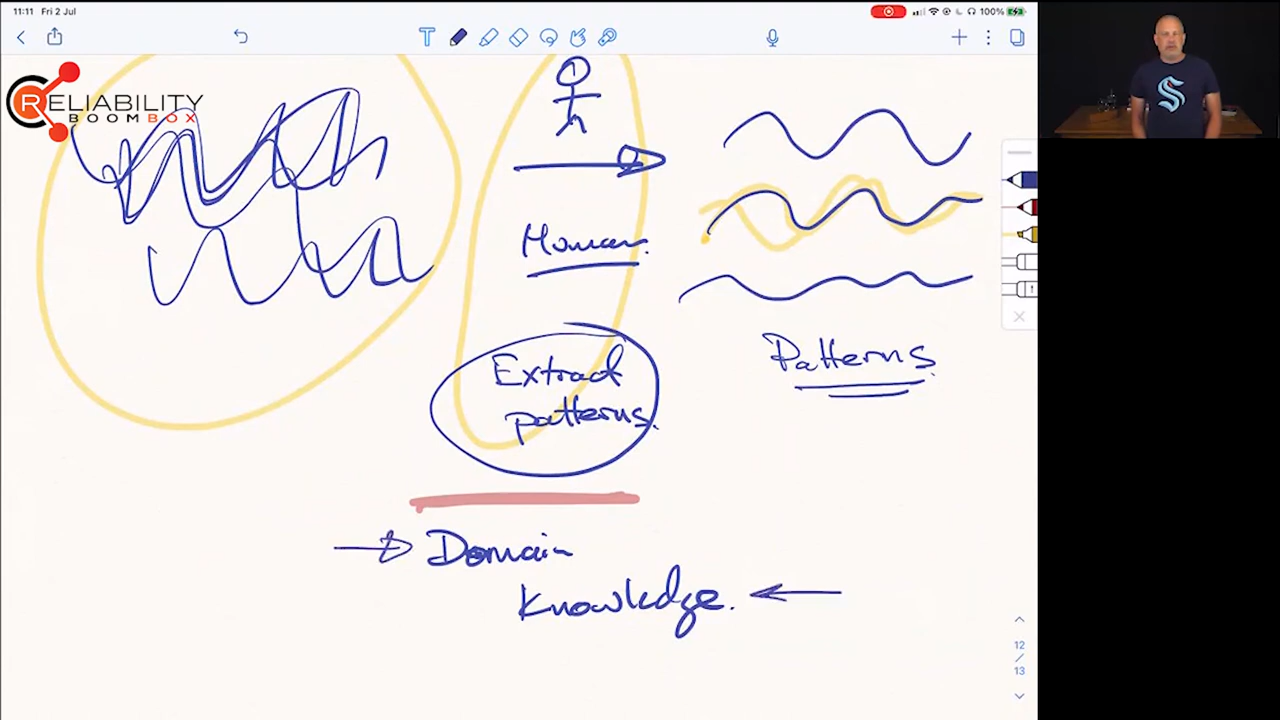 11:11 Fri 2 Jul
100%
RELIABILITY
BOOMBOX
Human.
Extract
patterns.
Patterns.
Domain
Knowledge.
12
/
13